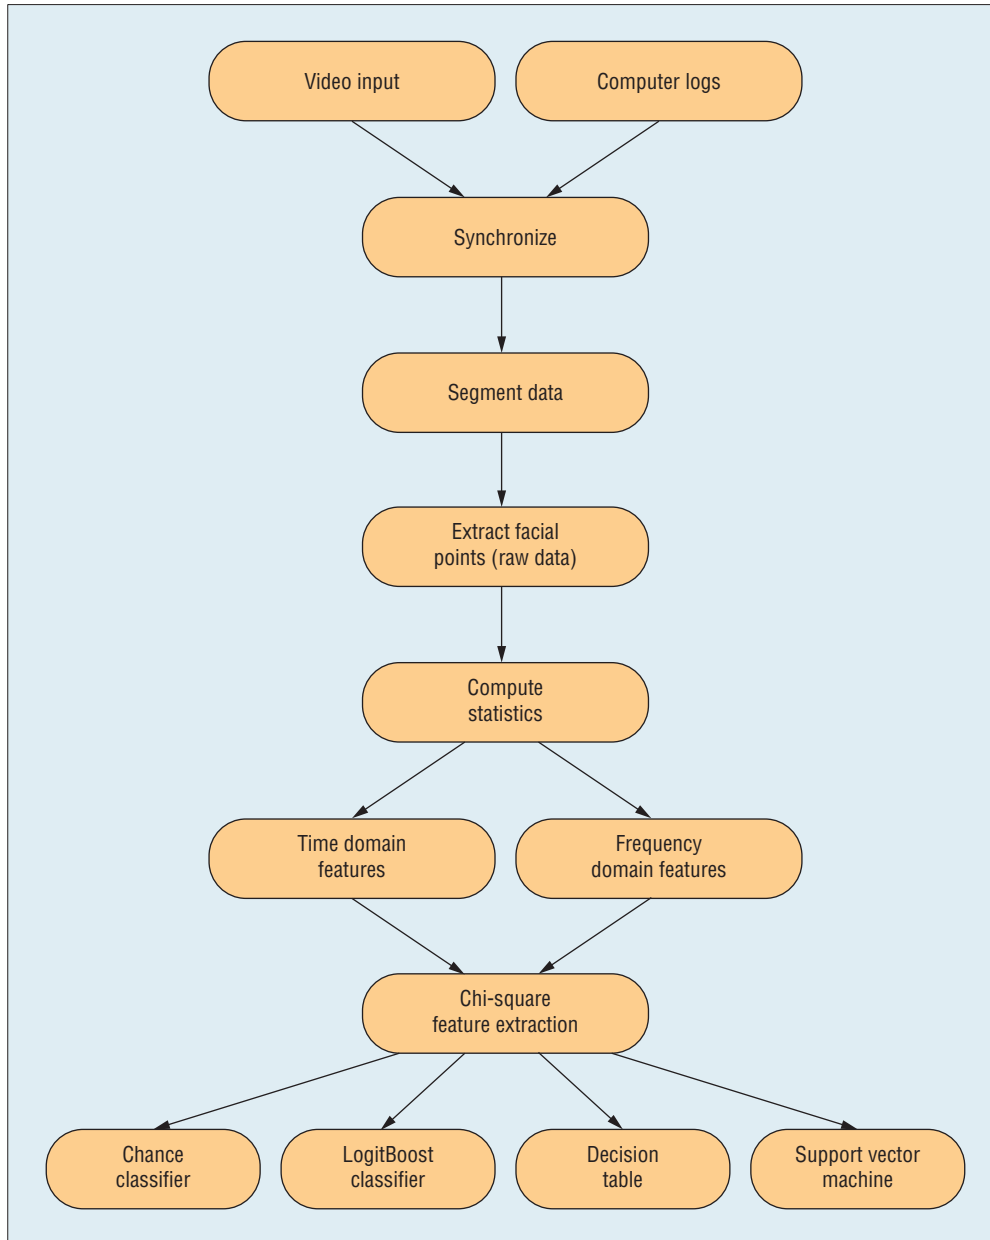 Video input
Computer logs
Synchronize
Segment data
Extract facial
points (raw data)
Compute
statistics
Time domain
features
Frequency
domain features
Chi-square
feature extraction
Chance
classifier
LogitBoost
classifier
Decision
table
Support vector
machine